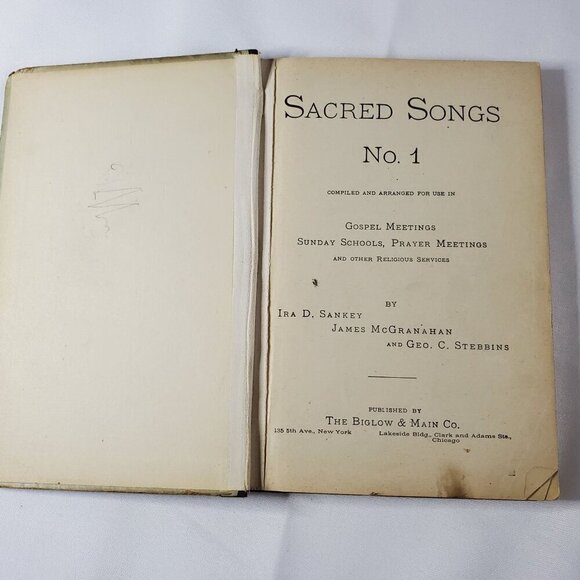 SACRED SONGS
No. 1
COMPILED AND ARRANGED FOR USE IN
GOSPEL MEETINGS
SUNDAY SCHOOLS, PRAYER MEETINGS
AND OTHER RELIGIOUS SERVICES
BY
IRA D. SANKEY
JAMES MCGRANAHAN
AND GEO. C. STEBBINS
PUBLISHED BY
THE BIGLOW & MAIN CO.
135 5th Ave., New York Lakeside Bldg., Clark and Adams Sts.,
Chicago